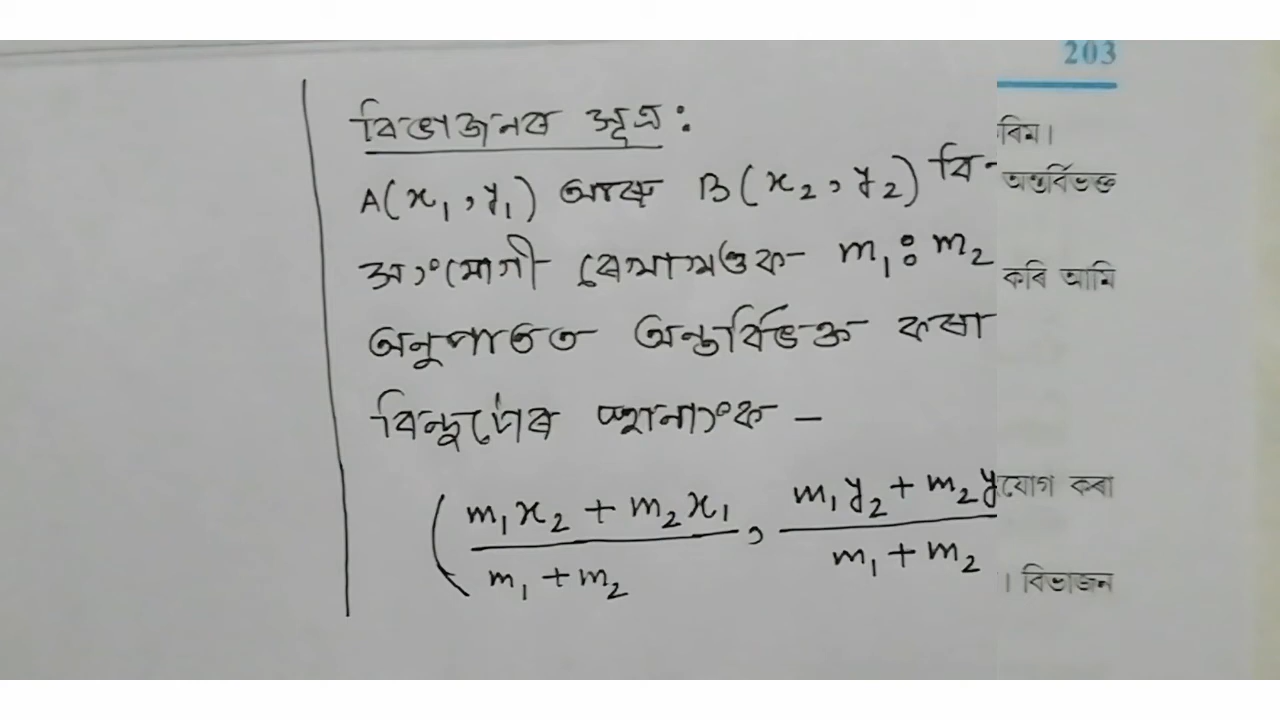 203
বিভাজনৰ সূত্ৰ :
ৰিম।
A(x₁, y₁) আৰু B(x₂, y₂) বি-
অন্তৰ্বিভক্ত
সংযোগী ৰেখাখণ্ডক m₁ : m₂
কৰি আমি
অনুপাতত অন্তৰ্বিভক্ত কৰা
বিন্দুটোৰ স্থানাংক –
(m₁x₂ + m₂x₁ / m₁ + m₂, m₁y₂ + m₂y / m₁ + m₂
যোগ কৰা
। বিভাজন